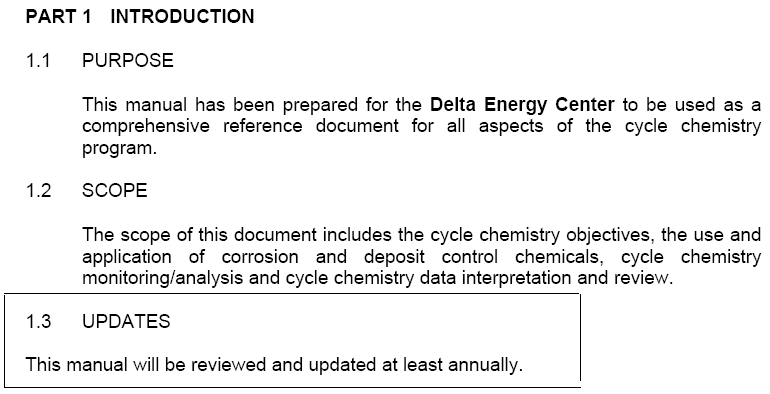 PART 1 INTRODUCTION
1.1 PURPOSE
This manual has been prepared for the Delta Energy Center to be used as a
comprehensive reference document for all aspects of the cycle chemistry
program.
1.2 SCOPE
The scope of this document includes the cycle chemistry objectives, the use and
application of corrosion and deposit control chemicals, cycle chemistry
monitoring/analysis and cycle chemistry data interpretation and review.
1.3 UPDATES
This manual will be reviewed and updated at least annually.